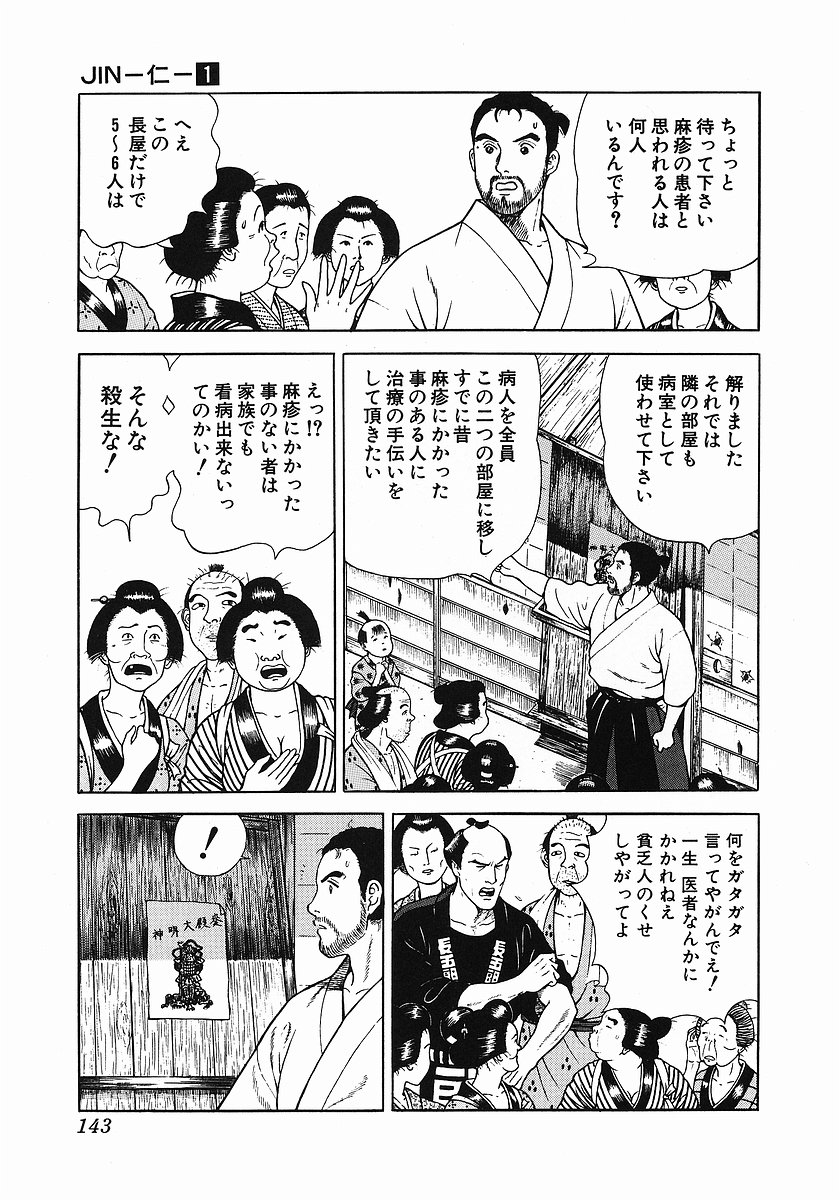 JIN－仁－1
ちょっと
待って下さい
麻疹の患者と
思われる人は
何人
いるんです？
へえ
この
長屋だけで
5〜6人は
解りました
それでは
隣の部屋も
病室として
使わせて下さい
病人を全員
この二つの部屋に移し
すでに昔
麻疹にかかった
事のある人に
治療の手伝いを
して頂きたい
えっ!?
麻疹にかかった
事のない者は
家族でも
看病出来ないっ
てのかい！
そんな
殺生な！
何をガタガタ
言ってやがんでぇ！
一生 医者なんかに
かかれねえ
貧乏人のくせ
しやがってよ
！
143